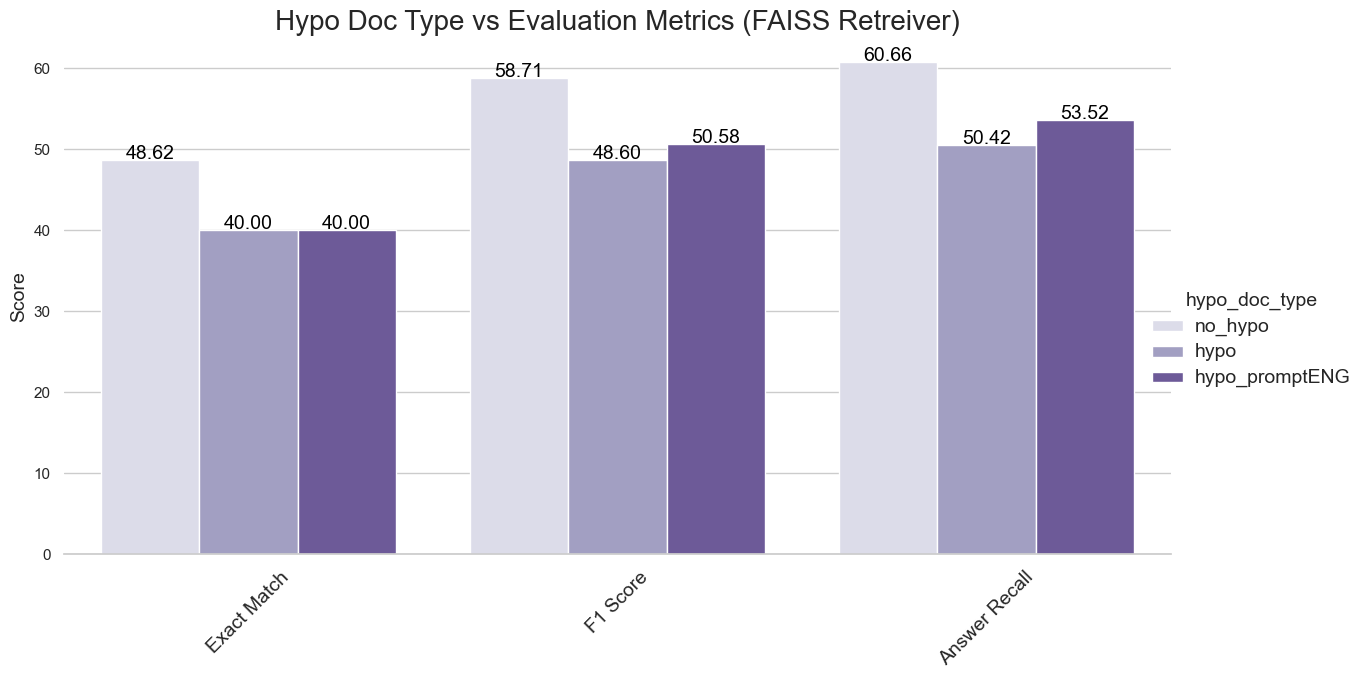 Hypo Doc Type vs Evaluation Metrics (FAISS Retreiver)
60
50
40
30
20
10
0
Score
48.62
40.00
40.00
58.71
48.60
50.58
60.66
50.42
53.52
Exact Match
F1 Score
Answer Recall
hypo_doc_type
no_hypo
hypo
hypo_promptENG